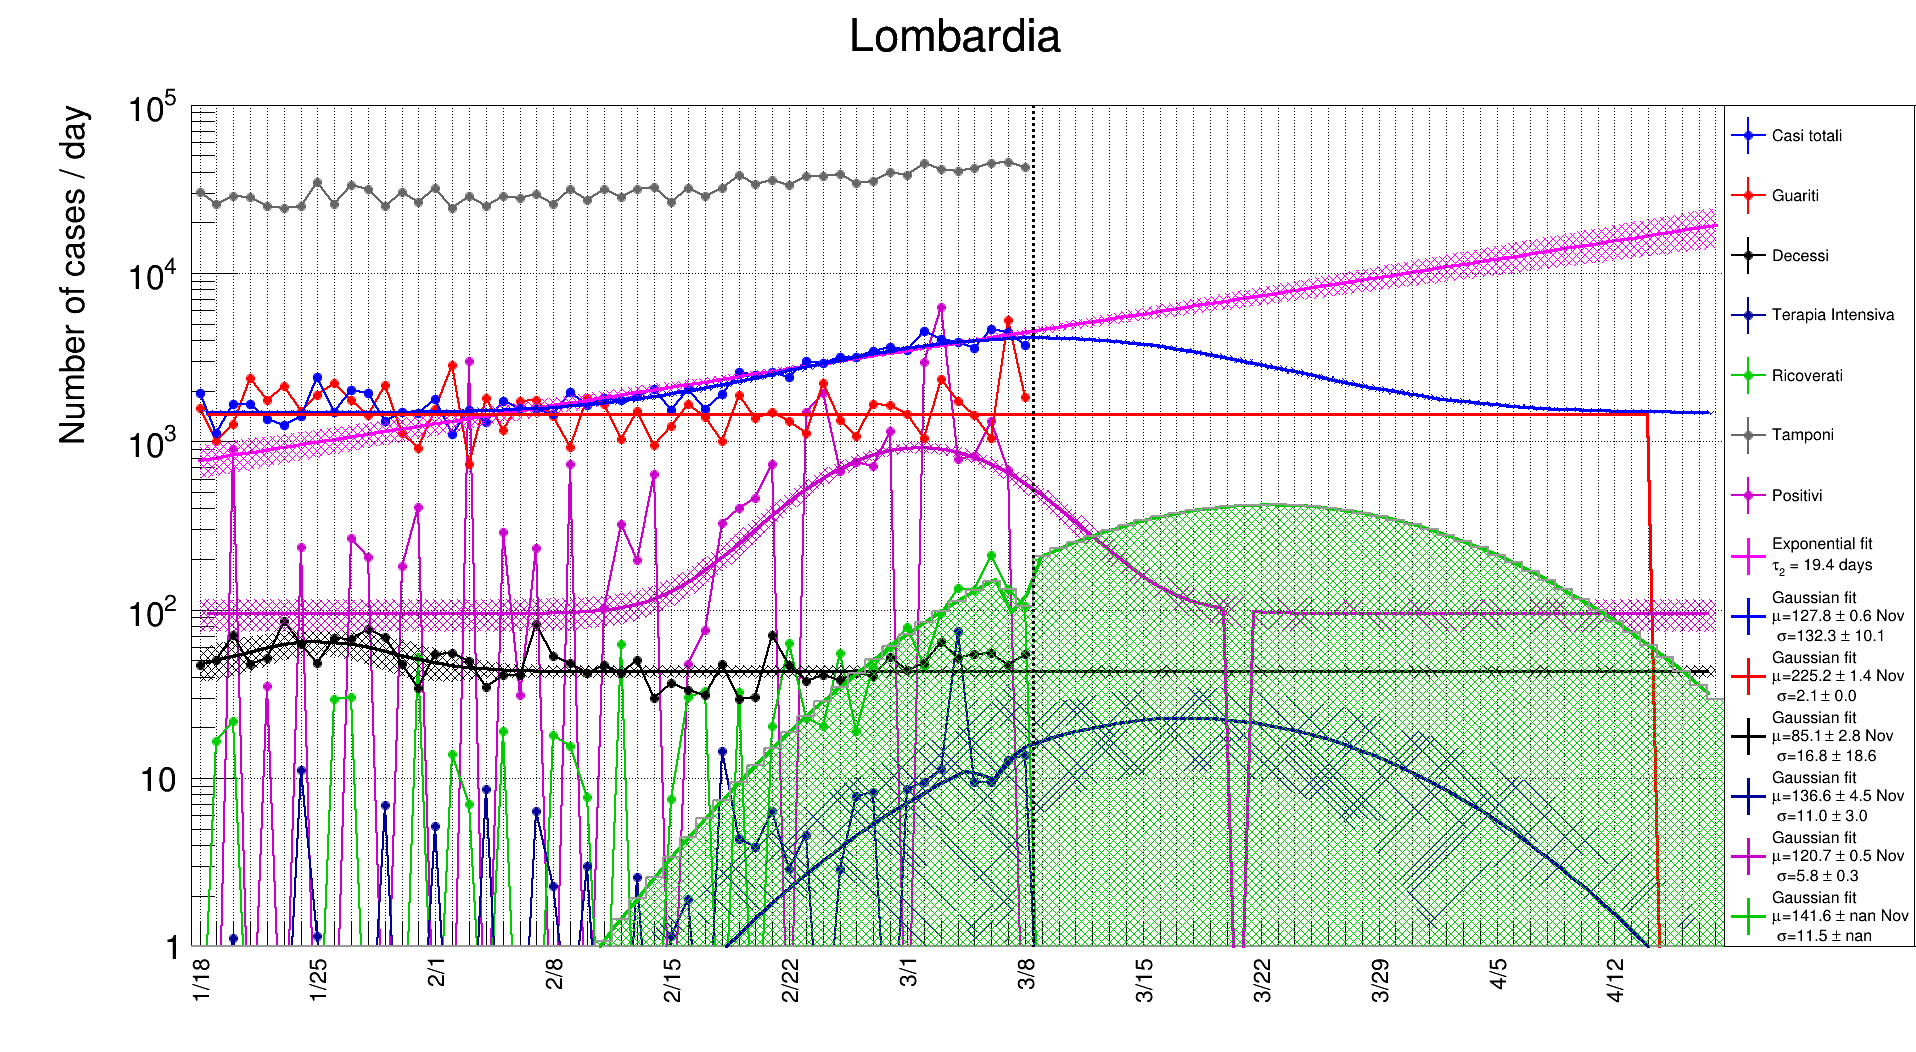 Lombardia
Number of cases / day
10^5
10^4
10^3
10^2
10
1
1/18
1/25
2/1
2/8
2/15
2/22
3/1
3/8
3/15
3/22
3/29
4/5
4/12
Casi totali
Guariti
Decessi
Terapia Intensiva
Ricoverati
Tamponi
Positivi
Exponential fit
τ2 = 19.4 days
Gaussian fit
μ=127.8 ± 0.6 Nov
σ=132.3 ± 10.1
Gaussian fit
μ=225.2 ± 1.4 Nov
σ=2.1 ± 0.0
Gaussian fit
μ=85.1 ± 2.8 Nov
σ=16.8 ± 18.6
Gaussian fit
μ=136.6 ± 4.5 Nov
σ=11.0 ± 3.0
Gaussian fit
μ=120.7 ± 0.5 Nov
σ=5.8 ± 0.3
Gaussian fit
μ=141.6 ± nan Nov
σ=11.5 ± nan